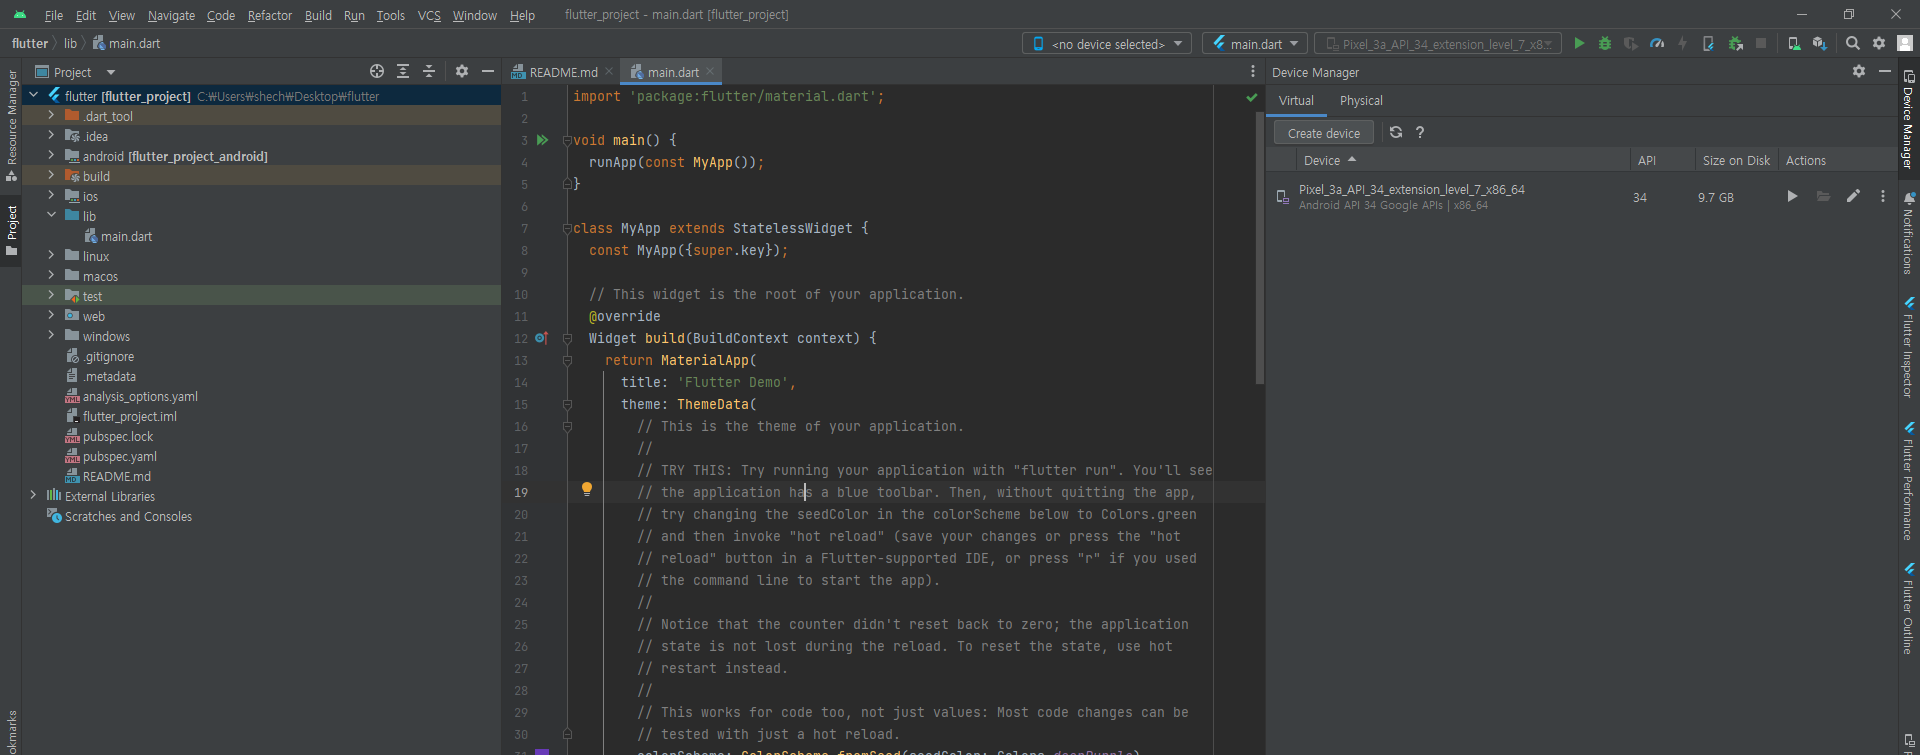 File Edit View Navigate Code Refactor Build Run Tools VCS Window Help flutter_project - main.dart [flutter_project]
flutter lib main.dart <no device selected> main.dart Pixel_3a_API_34_extension_level_7_x8
Resource Manager
Project
Project
flutter [flutter_project] C:₩Users₩shech₩Desktop₩flutter
.dart_tool
.idea
android [flutter_project_android]
build
ios
lib
main.dart
linux
macos
test
web
windows
.gitignore
.metadata
analysis_options.yaml
flutter_project.iml
pubspec.lock
pubspec.yaml
README.md
External Libraries
Scratches and Consoles
README.md main.dart
1 import 'package:flutter/material.dart';
2
3 void main() {
4 runApp(const MyApp());
5 }
6
7 class MyApp extends StatelessWidget {
8 const MyApp({super.key});
9
10 // This widget is the root of your application.
11 @override
12 Widget build(BuildContext context) {
13 return MaterialApp(
14 title: 'Flutter Demo',
15 theme: ThemeData(
16 // This is the theme of your application.
17 //
18 // TRY THIS: Try running your application with "flutter run". You'll see
19 // the application has a blue toolbar. Then, without quitting the app,
20 // try changing the seedColor in the colorScheme below to Colors.green
21 // and then invoke "hot reload" (save your changes or press the "hot
22 // reload" button in a Flutter-supported IDE, or press "r" if you used
23 // the command line to start the app).
24 //
25 // Notice that the counter didn't reset back to zero; the application
26 // state is not lost during the reload. To reset the state, use hot
27 // restart instead.
28 //
29 // This works for code too, not just values: Most code changes can be
30 // tested with just a hot reload.
31 colorScheme: ColorScheme.fromSeed(seedColor: Colors.deepPurple),
Device Manager
Virtual Physical
Create device ?
Device API Size on Disk Actions
Pixel_3a_API_34_extension_level_7_x86_64 34 9.7 GB
Android API 34 Google APIs | x86_64
Device Manager
Notifications
Flutter Inspector
Flutter Performance
Flutter Outline